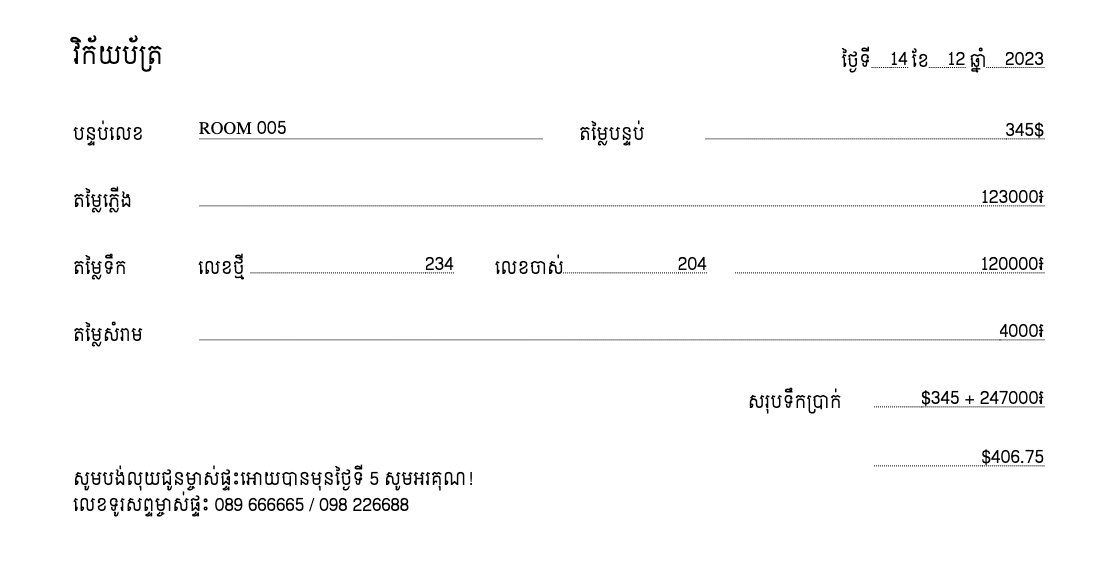 វិក័យប័ត្រ
ថ្ងៃទី 14 ខែ 12 ឆ្នាំ 2023
បន្ទប់លេខ ROOM 005 តម្លៃបន្ទប់ 345$
តម្លៃភ្លើង 123000៛
តម្លៃទឹក លេខថ្មី 234 លេខចាស់ 204 120000៛
តម្លៃសំរាម 4000៛
សរុបទឹកប្រាក់ $345 + 247000៛
$406.75
សូមបង់លុយជូនម្ចាស់ផ្ទះអោយបានមុនថ្ងៃទី 5 សូមអរគុណ!
លេខទូរសព្ទម្ចាស់ផ្ទះ 089 666665 / 098 226688